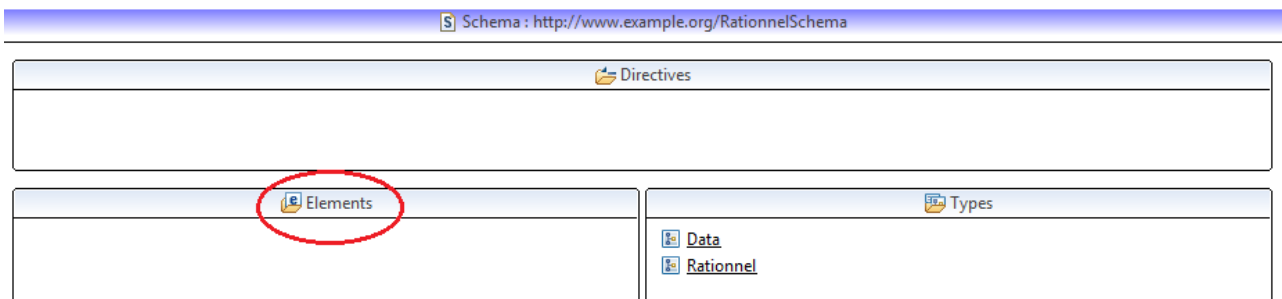 Schema : http://www.example.org/RationnelSchema
Directives
Elements
Types
Data
Rationnel